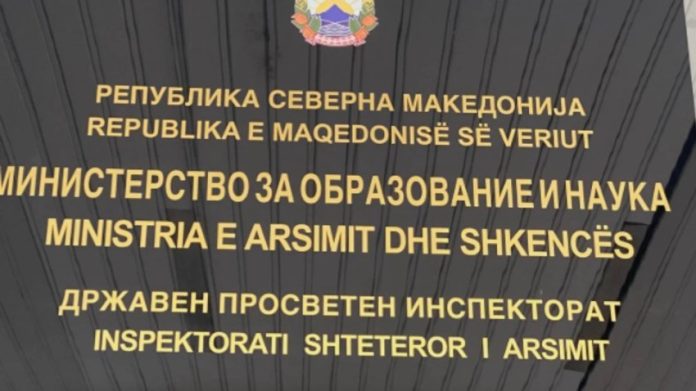 РЕПУБЛИКА СЕВЕРНА МАКЕДОНИЈА
REPUBLIKA E MAQEDONISË SË VERIUT
МИНИСТЕРСТВО ЗА ОБРАЗОВАНИЕ И НАУКА
MINISTRIA E ARSIMIT DHE SHKENCËS
ДРЖАВЕН ПРОСВЕТЕН ИНСПЕКТОРАТ
INSPEKTORATI SHTETEROR I ARSIMIT